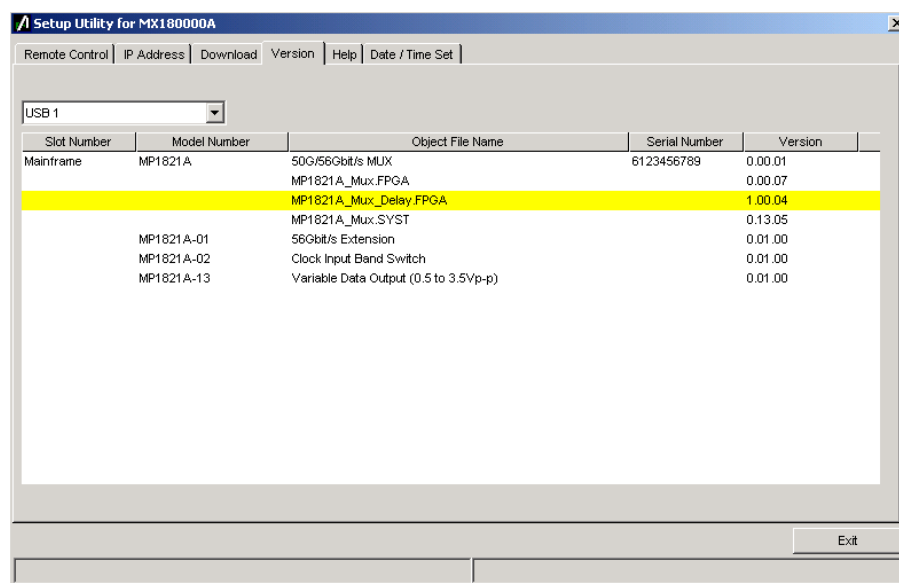 Setup Utility for MX180000A
Remote Control IP Address Download Version Help Date / Time Set
USB 1
Slot Number Model Number Object File Name Serial Number Version
Mainframe MP1821A 50G/56Gbit/s MUX 6123456789 0.00.01
MP1821A_Mux.FPGA 0.00.07
MP1821A_Mux_Delay.FPGA 1.00.04
MP1821A_Mux.SYST 0.13.05
MP1821A-01 56Gbit/s Extension 0.01.00
MP1821A-02 Clock Input Band Switch 0.01.00
MP1821A-13 Variable Data Output (0.5 to 3.5Vp-p) 0.01.00
Exit